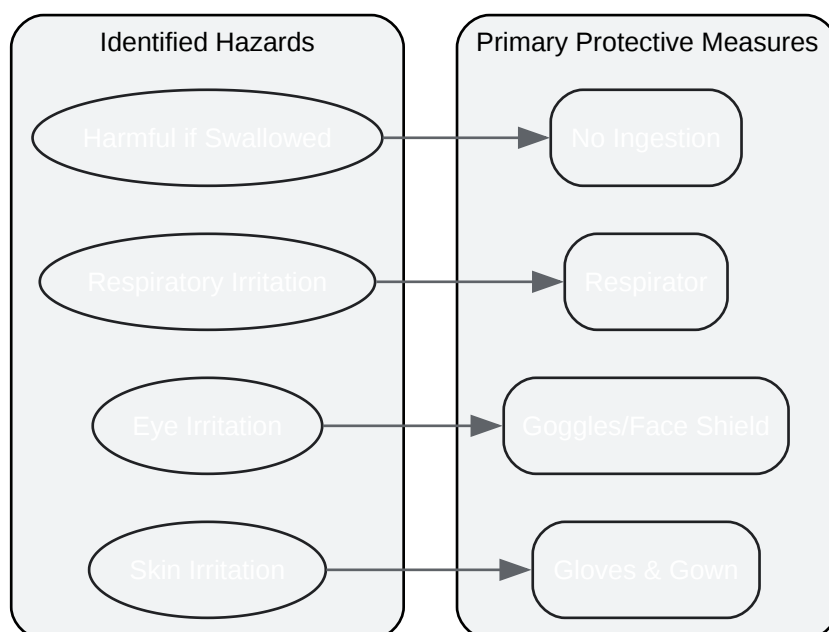 Identified Hazards
Primary Protective Measures
Harmful if Swallowed
No Ingestion
Respiratory Irritation
Respirator
Eye Irritation
Goggles/Face Shield
Skin Irritation
Gloves & Gown